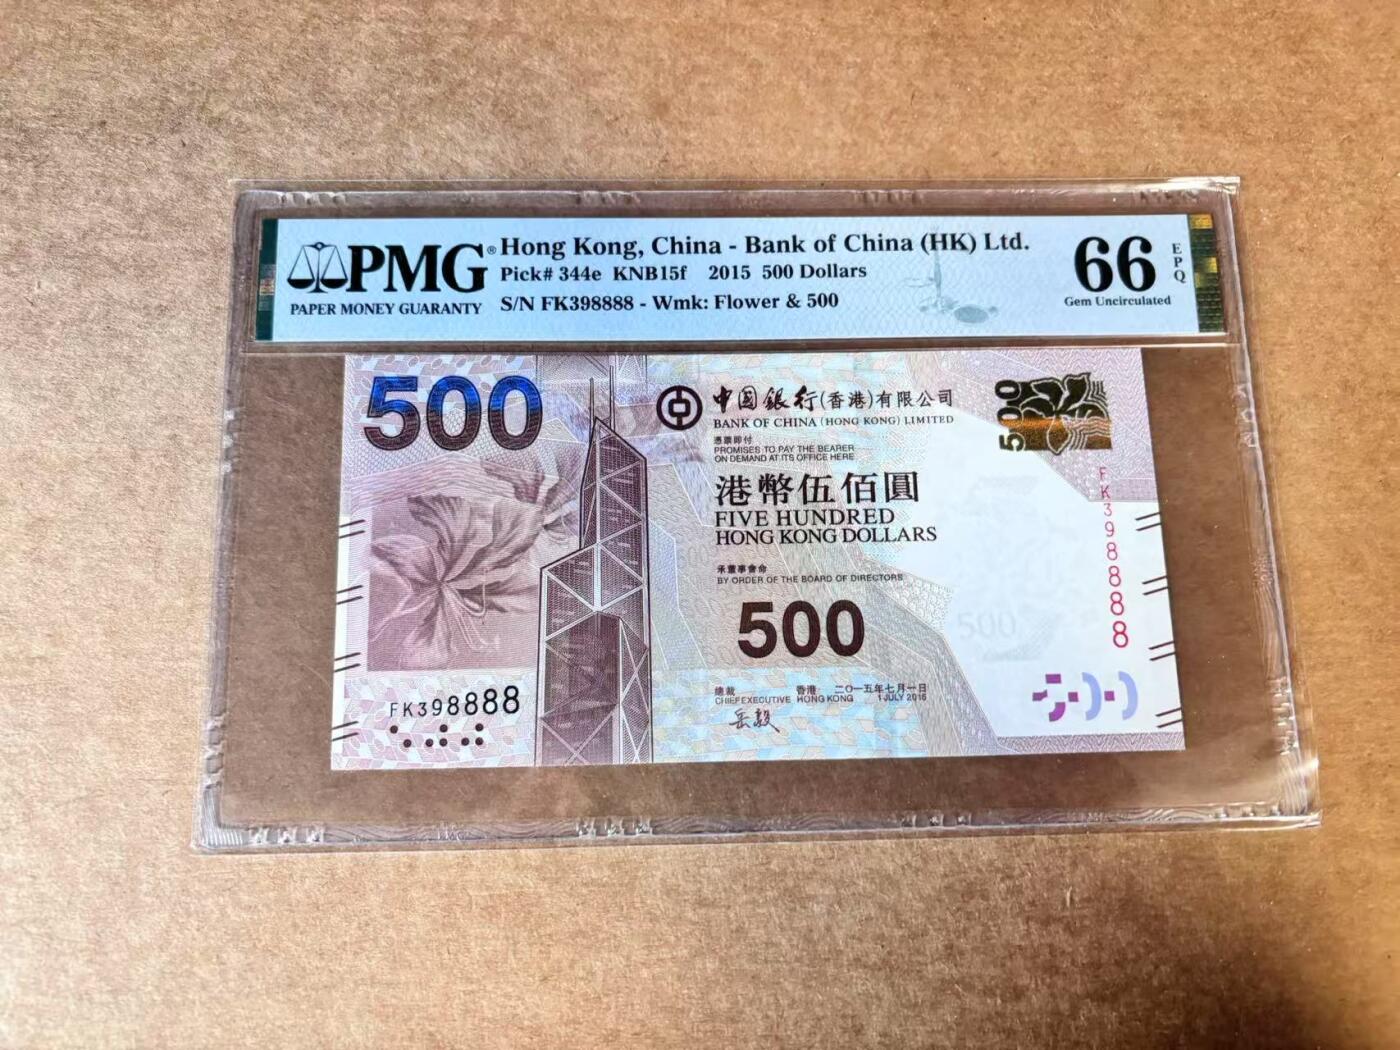 PMG®
PAPER MONEY GUARANTY
Hong Kong, China - Bank of China (HK) Ltd.
Pick# 344e KNB15f 2015 500 Dollars
S/N FK398888 - Wmk: Flower & 500
66
EPQ
Gem Uncirculated
500
中國銀行(香港)有限公司
BANK OF CHINA (HONG KONG) LIMITED
憑票即付
PROMISES TO PAY THE BEARER
ON DEMAND AT ITS OFFICE HERE
港幣伍佰圓
FIVE HUNDRED
HONG KONG DOLLARS
承董事會命
BY ORDER OF THE BOARD OF DIRECTORS
500
總裁 香港 二〇一五年七月一日
CHIEF EXECUTIVE HONG KONG 1 JULY 2015
岳毅
500
FK398888
500
500
FK398888